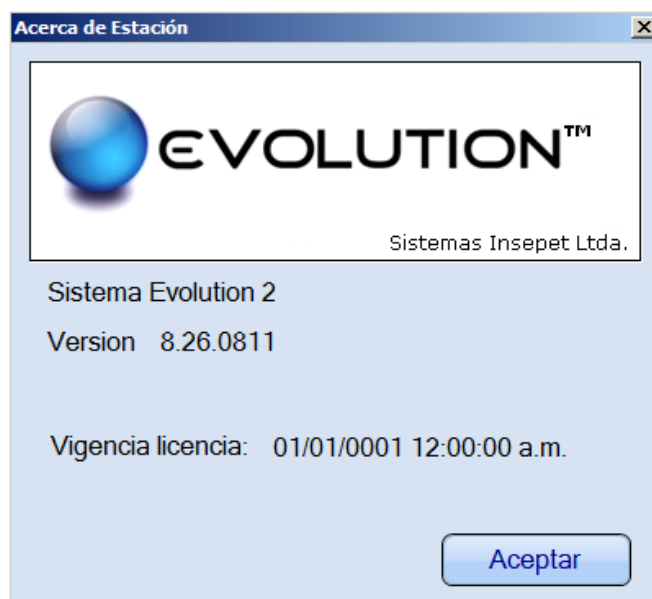 Acerca de Estación
EVOLUTION™
Sistemas Insepet Ltda.
Sistema Evolution 2
Version 8.26.0811
Vigencia licencia: 01/01/0001 12:00:00 a.m.
Aceptar